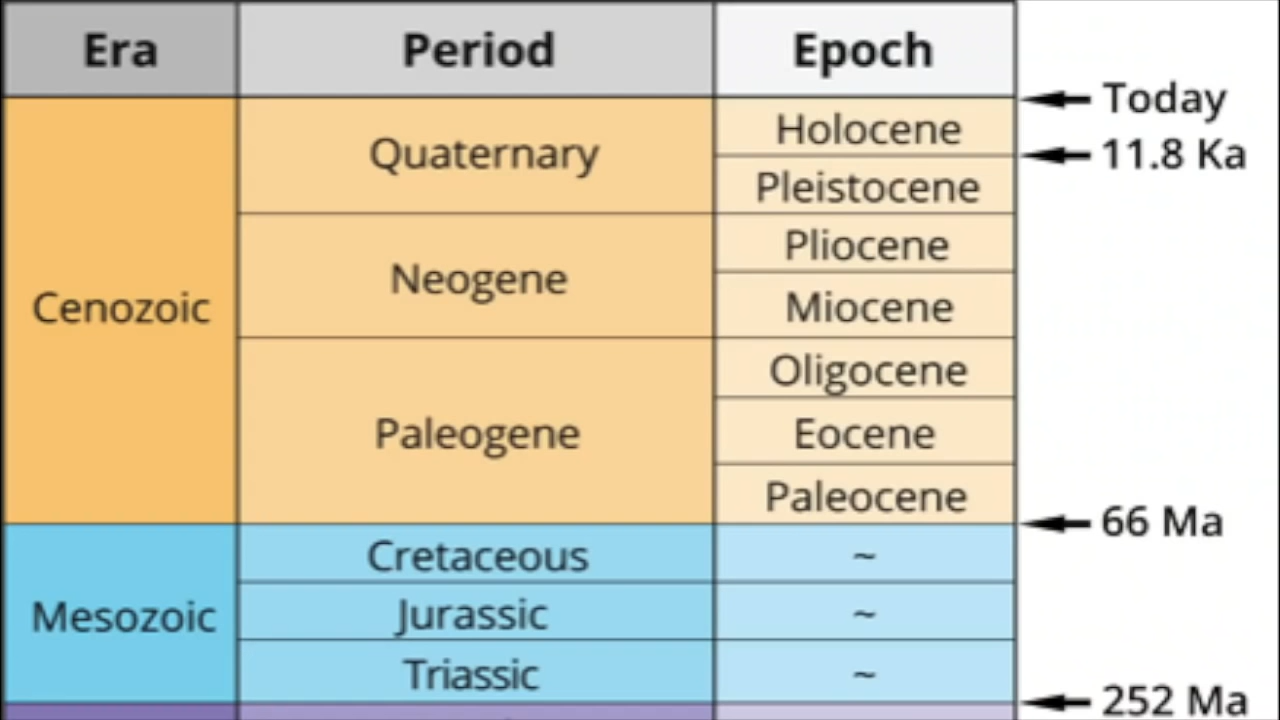 Era Period Epoch
Today
Holocene
Quaternary
11.8 Ka
Pleistocene
Pliocene
Neogene
Cenozoic
Miocene
Oligocene
Paleogene
Eocene
Paleocene
66 Ma
Cretaceous ~
Mesozoic
Jurassic ~
Triassic ~
252 Ma